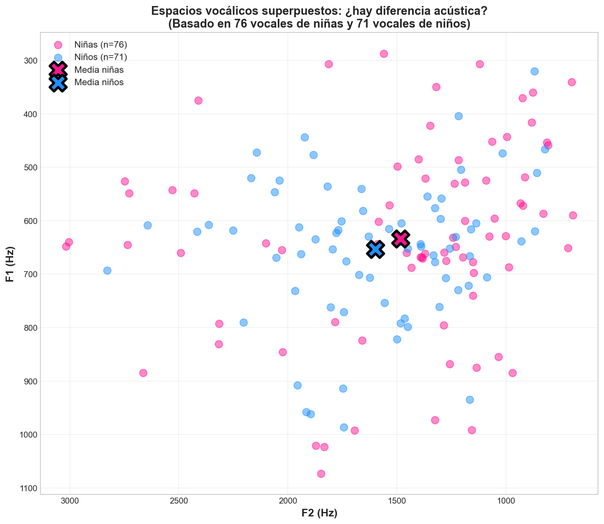 Espacios vocálicos superpuestos: ¿hay diferencia acústica?
(Basado en 76 vocales de niñas y 71 vocales de niños)
Niñas (n=76)
Niños (n=71)
Media niñas
Media niños
F1 (Hz)
300
400
500
600
700
800
900
1000
1100
3000
2500
2000
1500
1000
F2 (Hz)